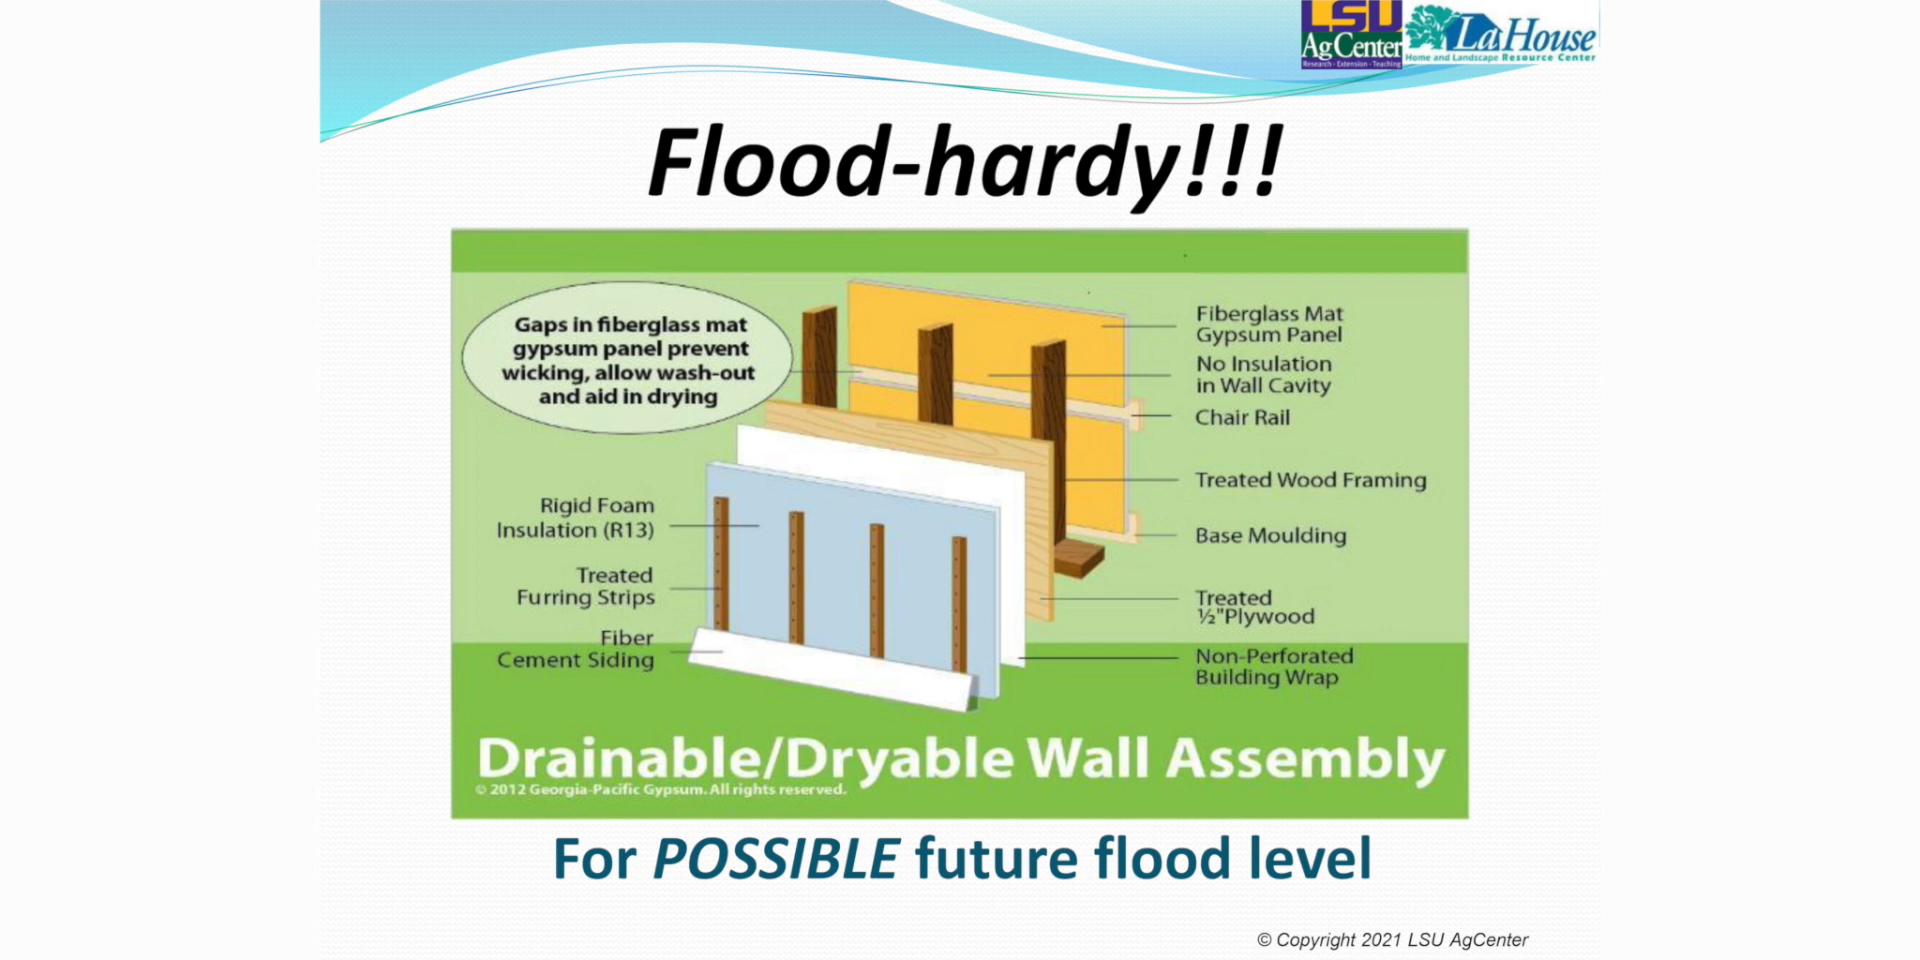 LSU
AgCenter
Research - Extension - Teaching
LaHouse
Home and Landscape Resource Center
Flood-hardy!!!
Gaps in fiberglass mat
gypsum panel prevent
wicking, allow wash-out
and aid in drying
Fiberglass Mat
Gypsum Panel
No Insulation
in Wall Cavity
Chair Rail
Treated Wood Framing
Base Moulding
Treated
½"Plywood
Non-Perforated
Building Wrap
Rigid Foam
Insulation (R13)
Treated
Furring Strips
Fiber
Cement Siding
Drainable/Dryable Wall Assembly
© 2012 Georgia-Pacific Gypsum. All rights reserved.
For POSSIBLE future flood level
© Copyright 2021 LSU AgCenter